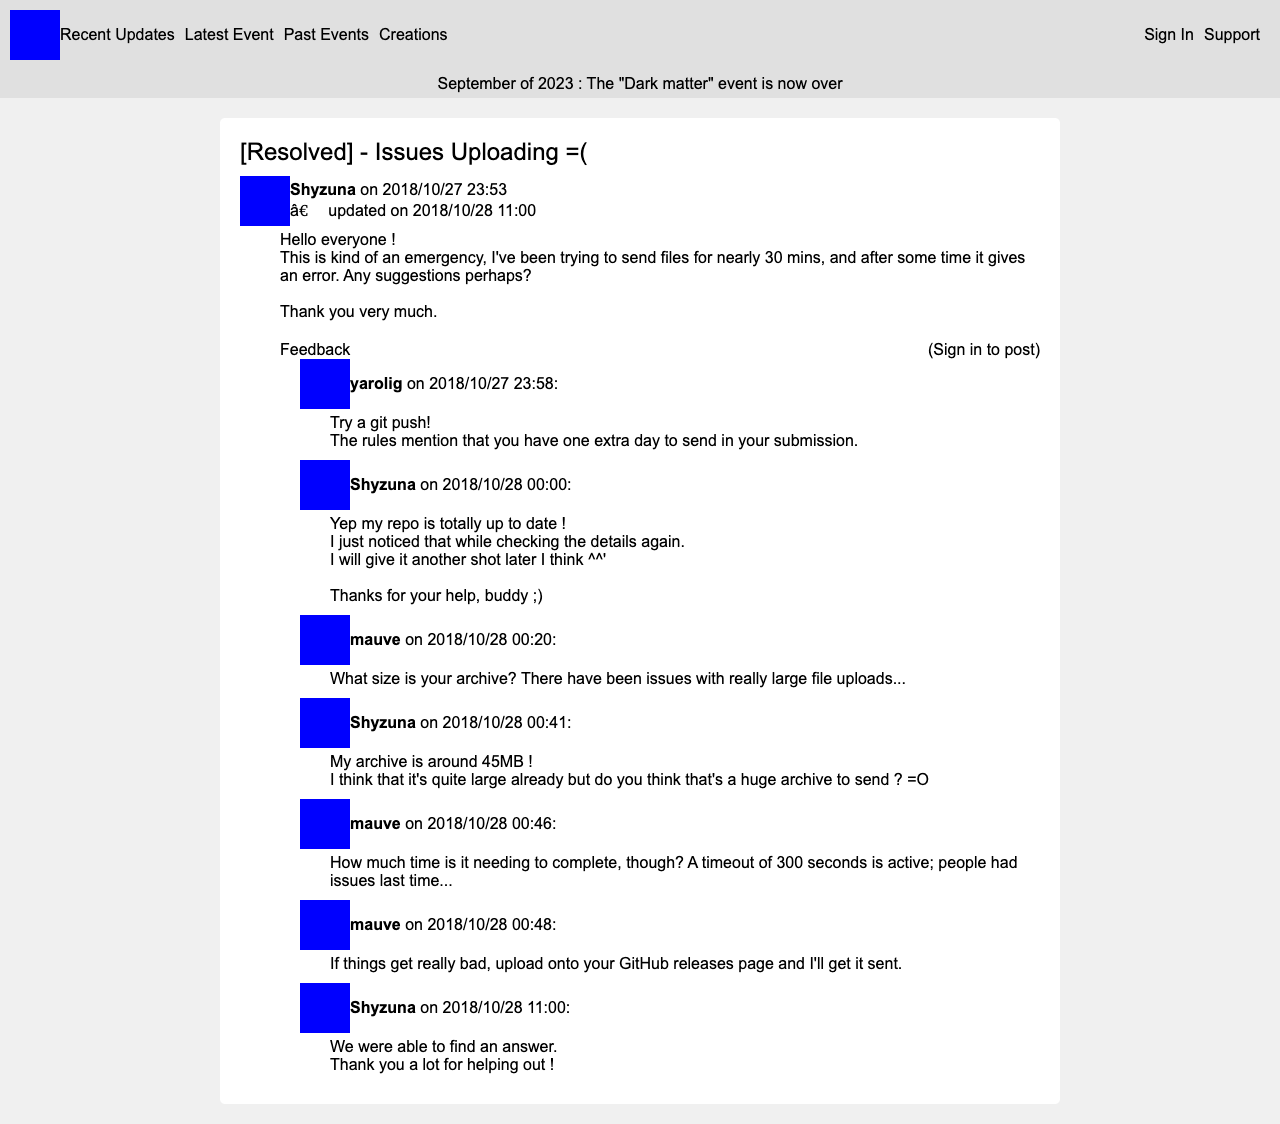 Recent Updates Latest Event Past Events Creations Sign In Support
September of 2023 : The "Dark matter" event is now over
[Resolved] - Issues Uploading =(
Shyzuna on 2018/10/27 23:53
â€ updated on 2018/10/28 11:00
Hello everyone !
This is kind of an emergency, I've been trying to send files for nearly 30 mins, and after some time it gives
an error. Any suggestions perhaps?
Thank you very much.
Feedback (Sign in to post)
yarolig on 2018/10/27 23:58:
Try a git push!
The rules mention that you have one extra day to send in your submission.
Shyzuna on 2018/10/28 00:00:
Yep my repo is totally up to date !
I just noticed that while checking the details again.
I will give it another shot later I think ^^'
Thanks for your help, buddy ;)
mauve on 2018/10/28 00:20:
What size is your archive? There have been issues with really large file uploads...
Shyzuna on 2018/10/28 00:41:
My archive is around 45MB !
I think that it's quite large already but do you think that's a huge archive to send ? =O
mauve on 2018/10/28 00:46:
How much time is it needing to complete, though? A timeout of 300 seconds is active; people had
issues last time...
mauve on 2018/10/28 00:48:
If things get really bad, upload onto your GitHub releases page and I'll get it sent.
Shyzuna on 2018/10/28 11:00:
We were able to find an answer.
Thank you a lot for helping out !